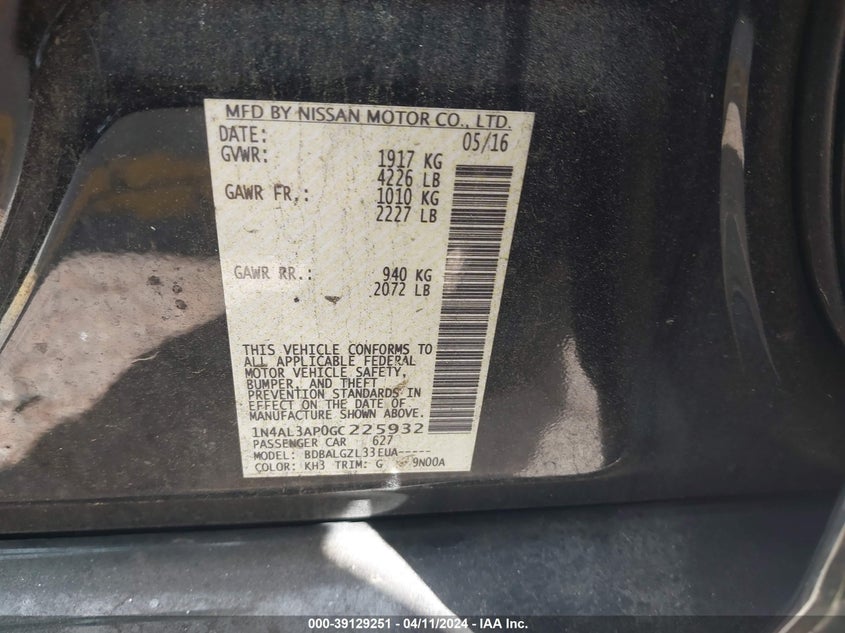 MFD BY NISSAN MOTOR CO., LTD.
DATE: 05/16
GVWR: 1917 KG
4226 LB
GAWR FR.: 1010 KG
2227 LB
GAWR RR.: 940 KG
2072 LB
THIS VEHICLE CONFORMS TO
ALL APPLICABLE FEDERAL
MOTOR VEHICLE SAFETY,
BUMPER, AND THEFT
PREVENTION STANDARDS IN
EFFECT ON THE DATE OF
MANUFACTURE SHOWN ABOVE.
1N4AL3AP0GC225932
PASSENGER CAR 627
MODEL: BDBALGZL33EUA-----
COLOR: KH3 TRIM: G 9N00A
000-39129251 - 04/11/2024 - IAA Inc.